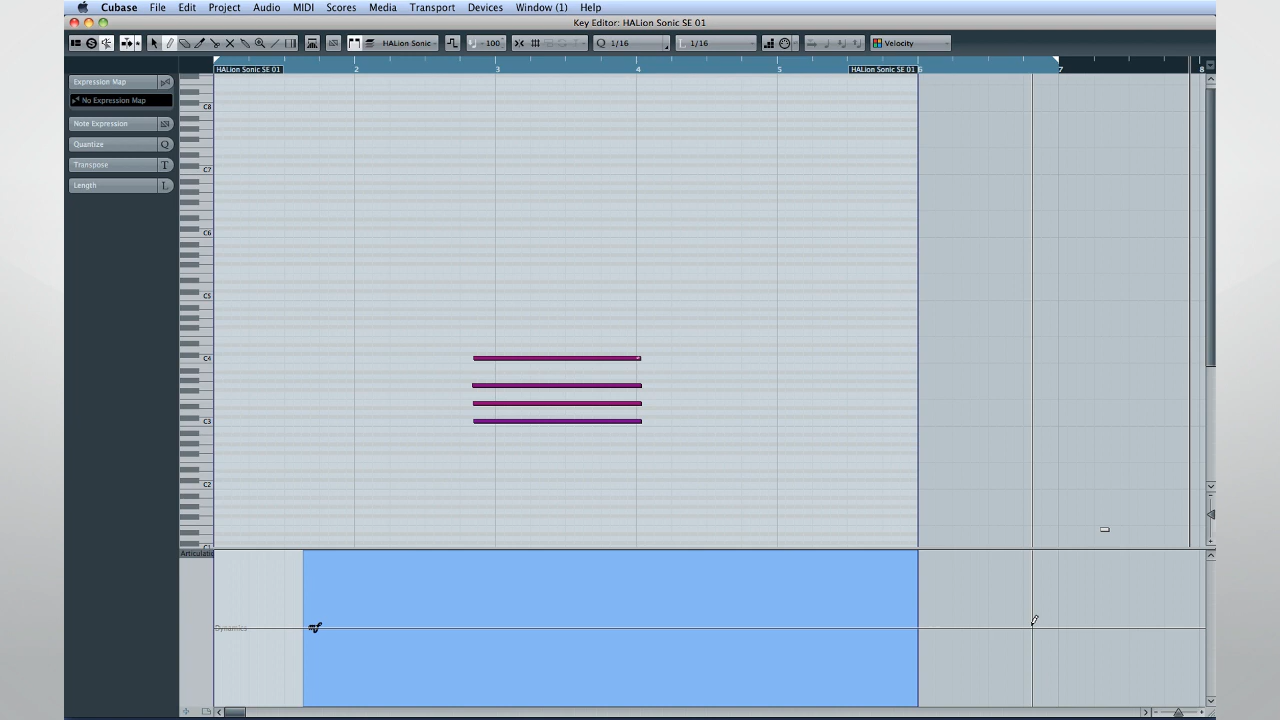 Cubase File Edit Project Audio MIDI Scores Media Transport Devices Window (1) Help
Key Editor: HALion Sonic SE 01
HALion Sonic 100 Q 1/16 L 1/16 Velocity
HALion Sonic SE 01 2 3 4 5 HALion Sonic SE 01 6 7 8
Expression Map
No Expression Map
Note Expression
Quantize Q
Transpose T
Length L
C8
C7
C6
C5
C4
C3
C2
C1
Articulatio
Dynamics mf